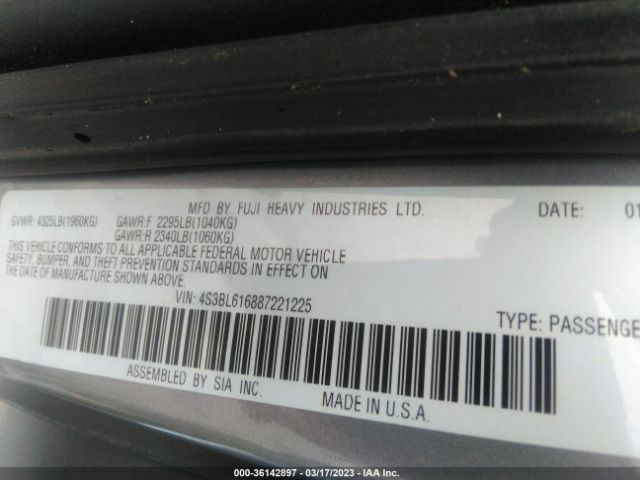 MFD BY FUJI HEAVY INDUSTRIES LTD. DATE: 01
GVWR: 4325LB(1960KG) GAWR:F 2295LB(1040KG)
GAWR:R 2340LB(1060KG)
THIS VEHICLE CONFORMS TO ALL APPLICABLE FEDERAL MOTOR VEHICLE
SAFETY, BUMPER, AND THEFT PREVENTION STANDARDS IN EFFECT ON
THE DATE OF MANUFACTURE SHOWN ABOVE.
VIN: 4S3BL616887221225
TYPE: PASSENGE
ASSEMBLED BY SIA INC. MADE IN U.S.A.
000-36142897 - 03/17/2023 - IAA Inc.